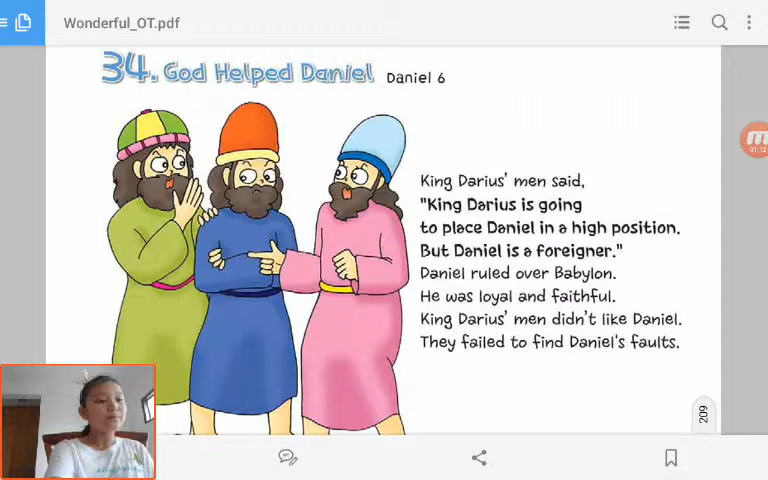 Wonderful_OT.pdf
34. God Helped Daniel Daniel 6
King Darius' men said,
"King Darius is going
to place Daniel in a high position.
But Daniel is a foreigner."
Daniel ruled over Babylon.
He was loyal and faithful.
King Darius' men didn't like Daniel.
They failed to find Daniel's faults.
209
01:12